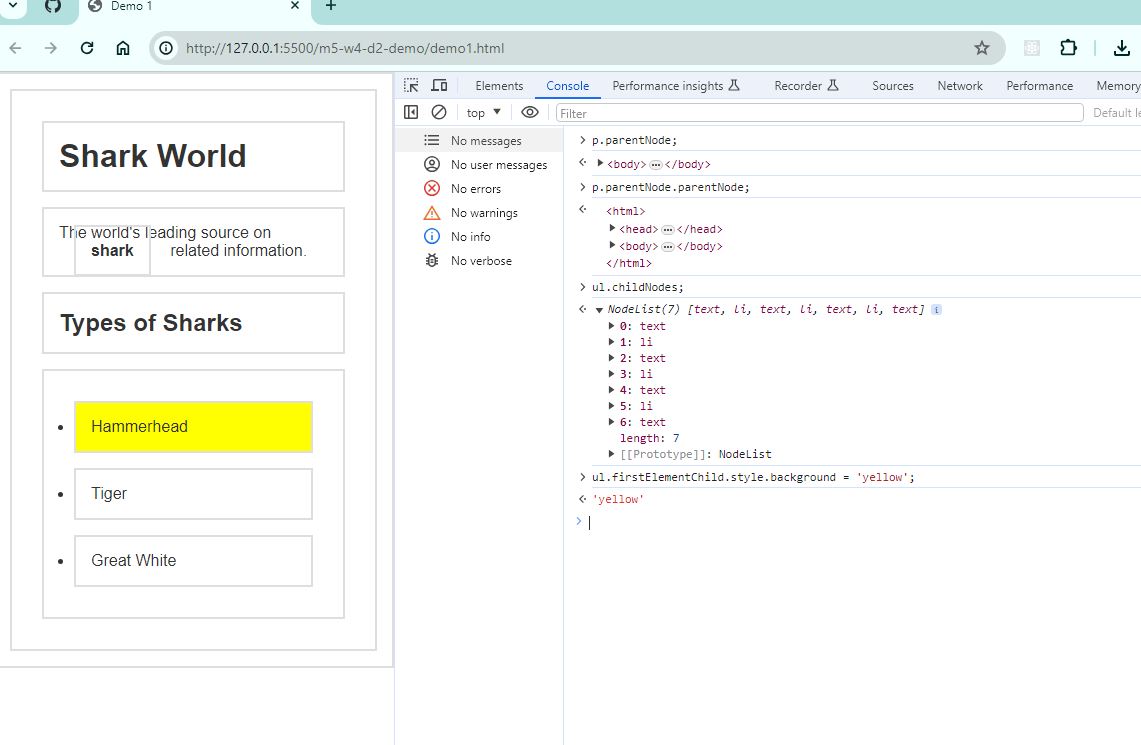 Demo 1
http://127.0.0.1:5500/m5-w4-d2-demo/demo1.html
Shark World
The world's leading source on
shark related information.
Types of Sharks
Hammerhead
Tiger
Great White
Elements Console Performance insights Recorder Sources Network Performance Memory
top Filter Default le
No messages
No user messages
No errors
No warnings
No info
No verbose
p.parentNode;
<body>…</body>
p.parentNode.parentNode;
<html>
<head>…</head>
<body>…</body>
</html>
ul.childNodes;
NodeList(7) [text, li, text, li, text, li, text] i
0: text
1: li
2: text
3: li
4: text
5: li
6: text
length: 7
[[Prototype]]: NodeList
ul.firstElementChild.style.background = 'yellow';
'yellow'